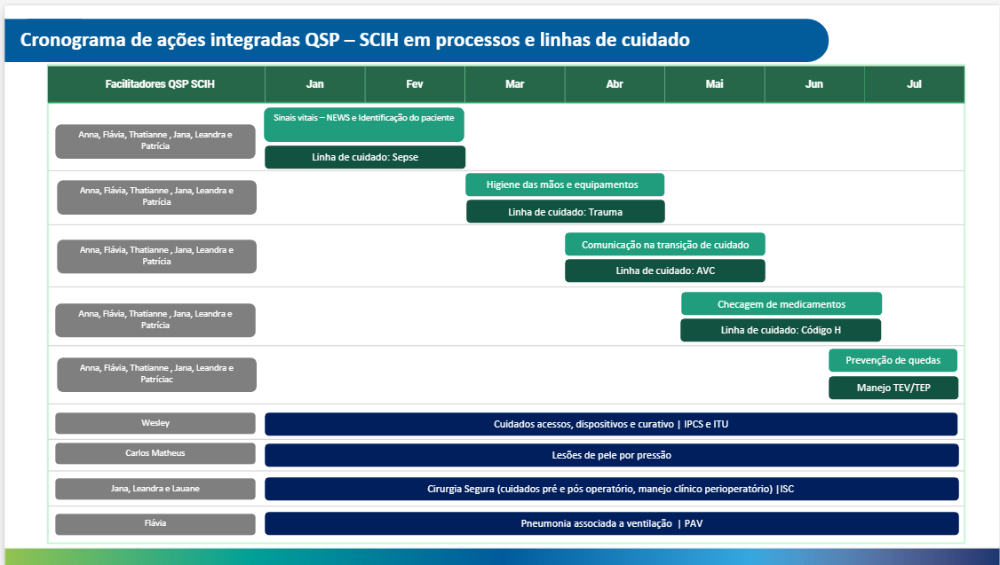 Cronograma de ações integradas QSP – SCIH em processos e linhas de cuidado
Facilitadores QSP SCIH
Jan
Fev
Mar
Abr
Mai
Jun
Jul
Anna, Flávia, Thatianne , Jana, Leandra e
Patrícia
Sinais vitais – NEWS e Identificação do paciente
Linha de cuidado: Sepse
Anna, Flávia, Thatianne , Jana, Leandra e
Patrícia
Higiene das mãos e equipamentos
Linha de cuidado: Trauma
Anna, Flávia, Thatianne , Jana, Leandra e
Patrícia
Comunicação na transição de cuidado
Linha de cuidado: AVC
Anna, Flávia, Thatianne , Jana, Leandra e
Patrícia
Checagem de medicamentos
Linha de cuidado: Código H
Anna, Flávia, Thatianne , Jana, Leandra e
Patríciac
Prevenção de quedas
Manejo TEV/TEP
Wesley
Cuidados acessos, dispositivos e curativo | IPCS e ITU
Carlos Matheus
Lesões de pele por pressão
Jana, Leandra e Lauane
Cirurgia Segura (cuidados pré e pós operatório, manejo clínico perioperatório) |ISC
Flávia
Pneumonia associada a ventilação | PAV